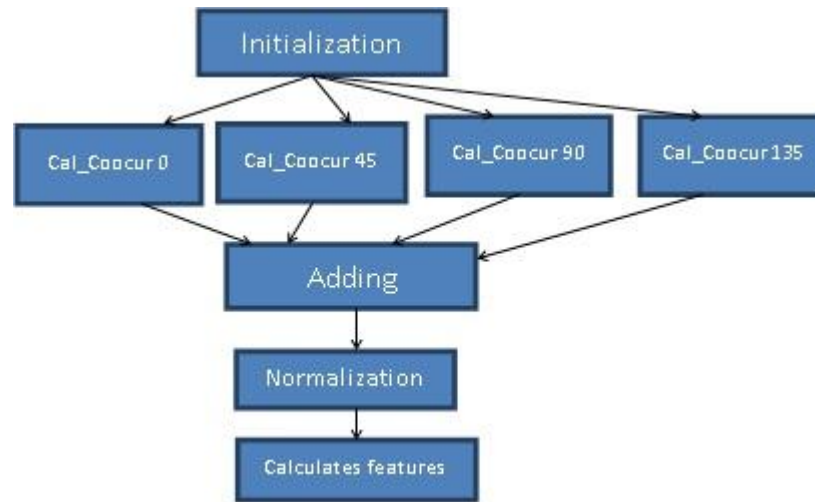 Initialization
Cal_Coocur 0
Cal_Coocur 45
Cal_Coocur 90
Cal_Coocur 135
Adding
Normalization
Calculates features